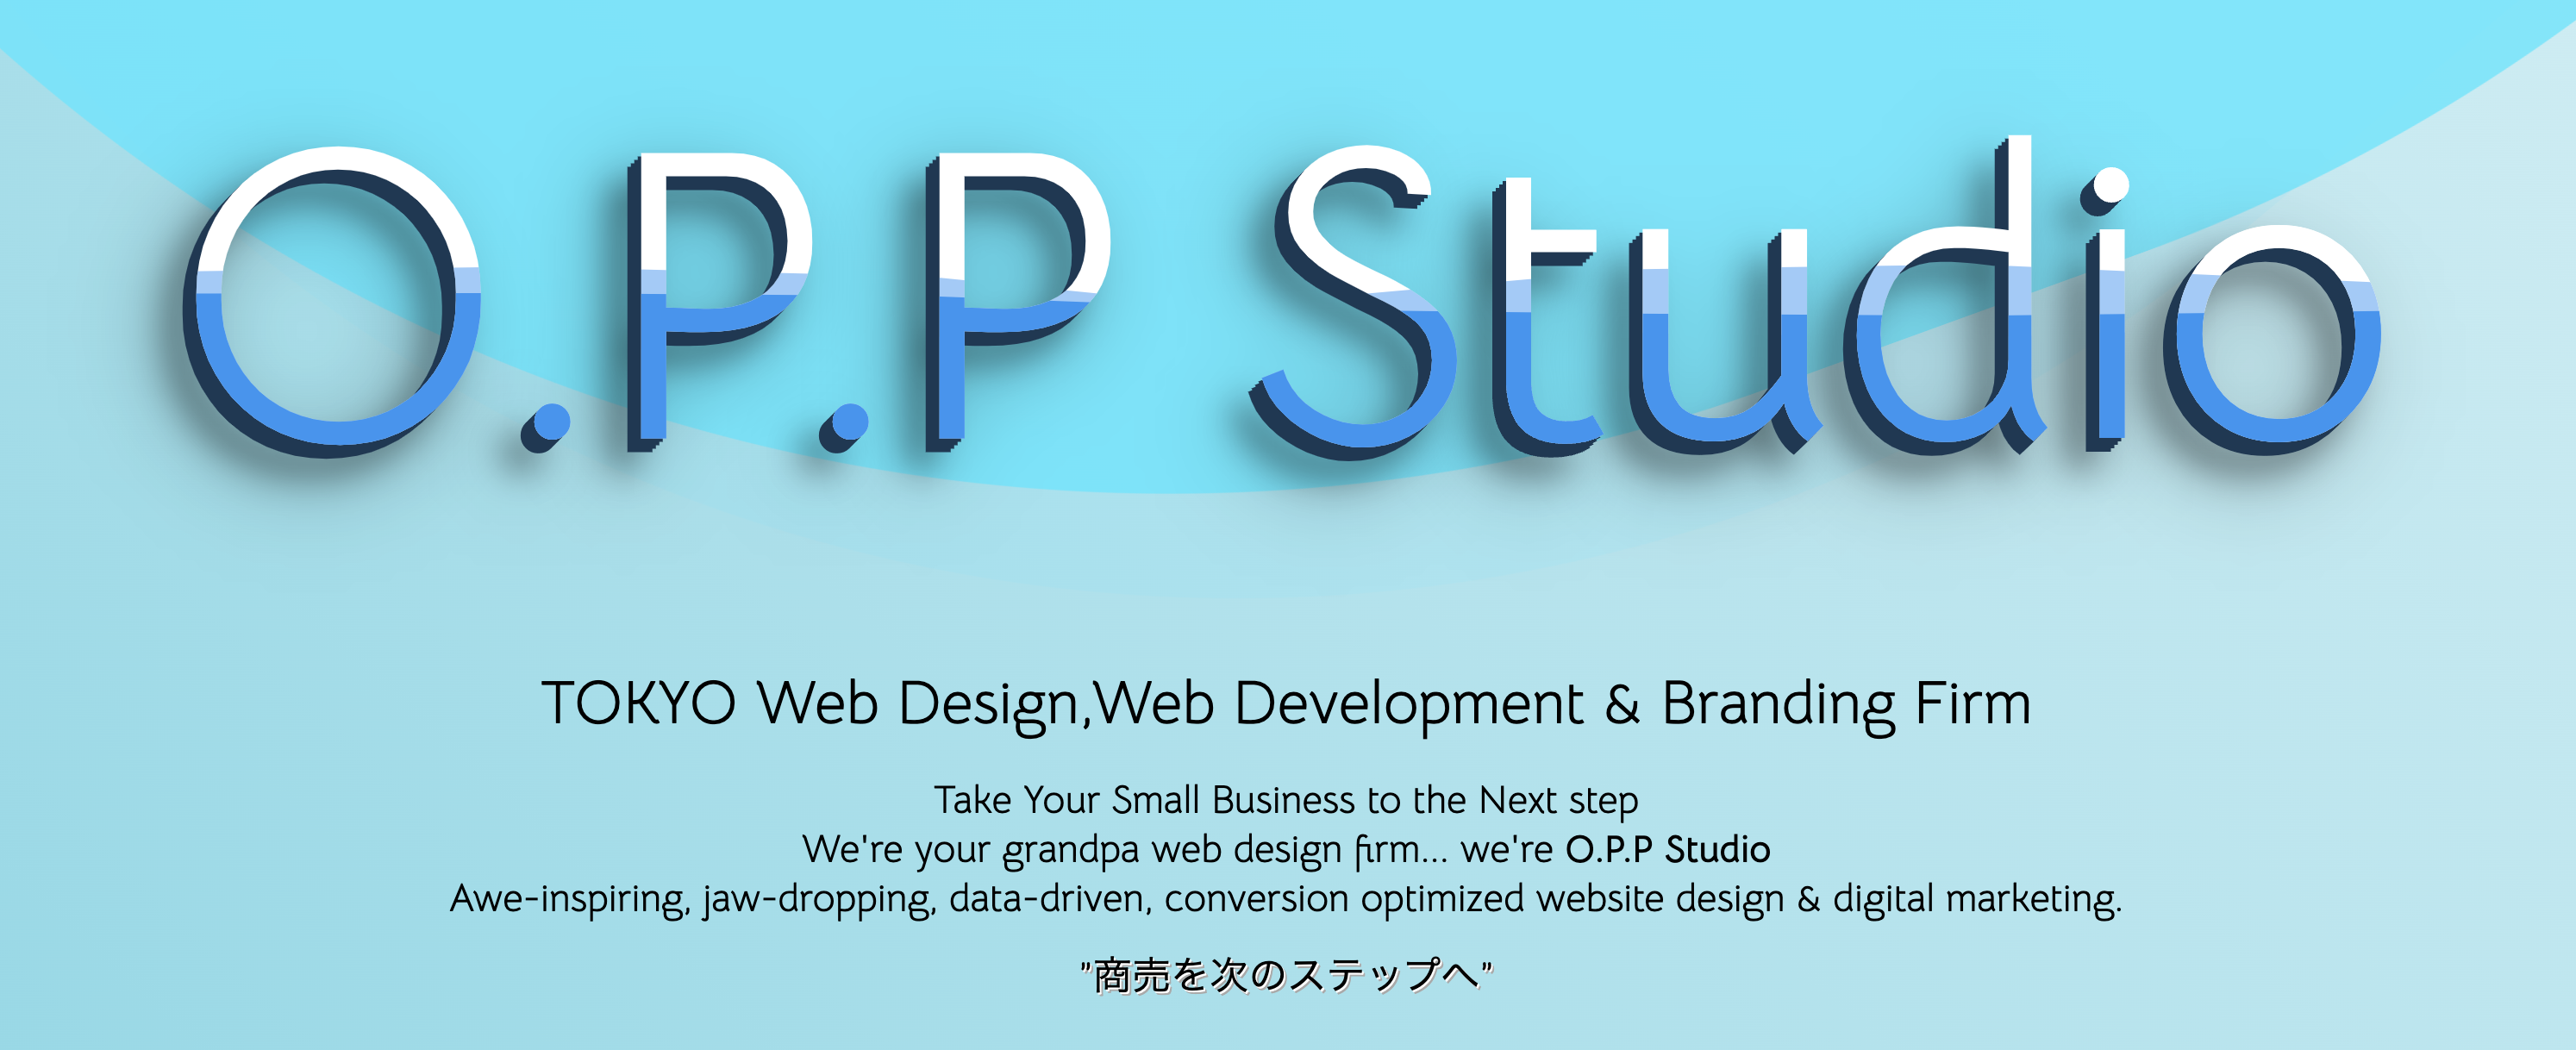 O.P.P Studio
TOKYO Web Design,Web Development & Branding Firm
Take Your Small Business to the Next step
We're your grandpa web design firm... we're O.P.P Studio
Awe-inspiring, jaw-dropping, data-driven, conversion optimized website design & digital marketing.
"商売を次のステップへ"